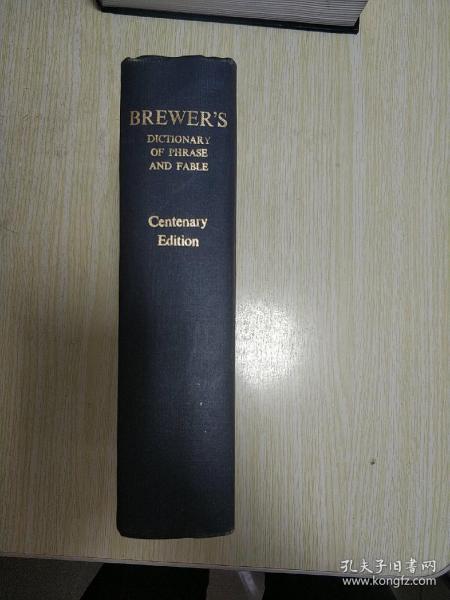 BREWER'S
DICTIONARY
OF PHRASE
AND FABLE
Centenary
Edition
孔夫子旧书网
www.kongfz.com